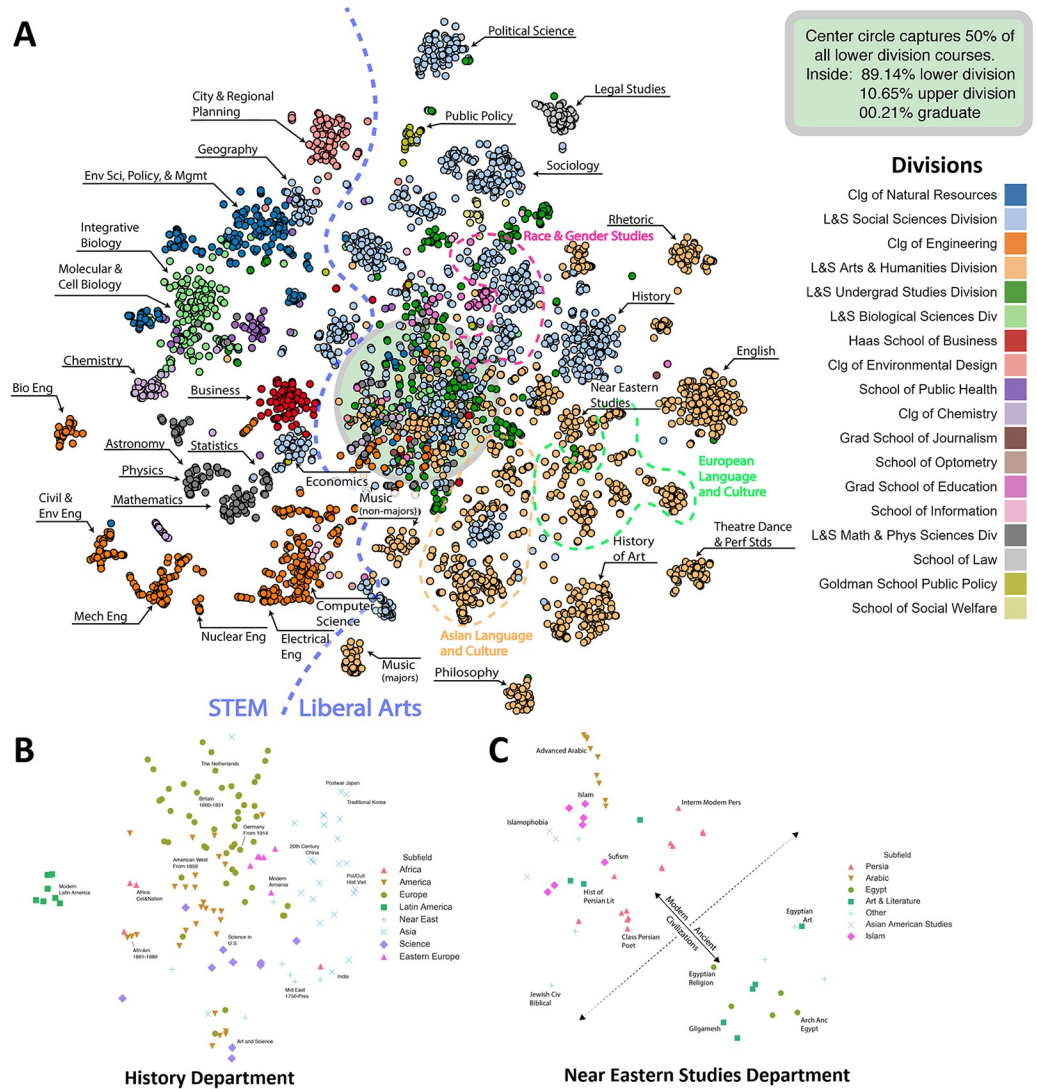 A
Political Science
Center circle captures 50% of
all lower division courses.
Inside: 89.14% lower division
10.65% upper division
00.21% graduate
City & Regional
Planning
Legal Studies
Public Policy
Geography
Sociology
Env Sci, Policy, & Mgmt
Integrative
Biology
Race & Gender Studies
Rhetoric
Molecular &
Cell Biology
History
Chemistry
English
Business
Near Eastern
Studies
Bio Eng
Astronomy
Statistics
Physics
Economics
European
Language
and Culture
Mathematics
Music
(non-majors)
Civil &
Env Eng
History
of Art
Theatre Dance
& Perf Stds
Mech Eng
Computer
Science
Nuclear Eng
Electrical
Eng
Asian Language
and Culture
Music
(majors)
Philosophy
STEM
Liberal Arts
Divisions
Clg of Natural Resources
L&S Social Sciences Division
Clg of Engineering
L&S Arts & Humanities Division
L&S Undergrad Studies Division
L&S Biological Sciences Div
Haas School of Business
Clg of Environmental Design
School of Public Health
Clg of Chemistry
Grad School of Journalism
School of Optometry
Grad School of Education
School of Information
L&S Math & Phys Sciences Div
School of Law
Goldman School Public Policy
School of Social Welfare
B
The Netherlands
Britain
1660-1851
Postwar Japan
Traditional Korea
Germany
From 1914
American West
From 1850
20th Century
China
Modern
Latin America
Africa
Col&Nation
Modern
Armenia
Pol/Cult
Hist Viet
Afri-Am
1861-1980
Science in
U.S.
India
Mid East
1750-Pres
Art and Science
Subfield
Africa
America
Europe
Latin America
Near East
Asia
Science
Eastern Europe
History Department
C
Advanced Arabic
Islam
Interm Modern Pers
Islamophobia
Sufism
Hist of
Persian Lit
Class Persian
Poet
Modern - Ancient
Civilizations
Egyptian
Art
Egyptian
Religion
Jewish Civ
Biblical
Gilgamesh
Arch Anc
Egypt
Subfield
Persia
Arabic
Egypt
Art & Literature
Other
Asian American Studies
Islam
Near Eastern Studies Department